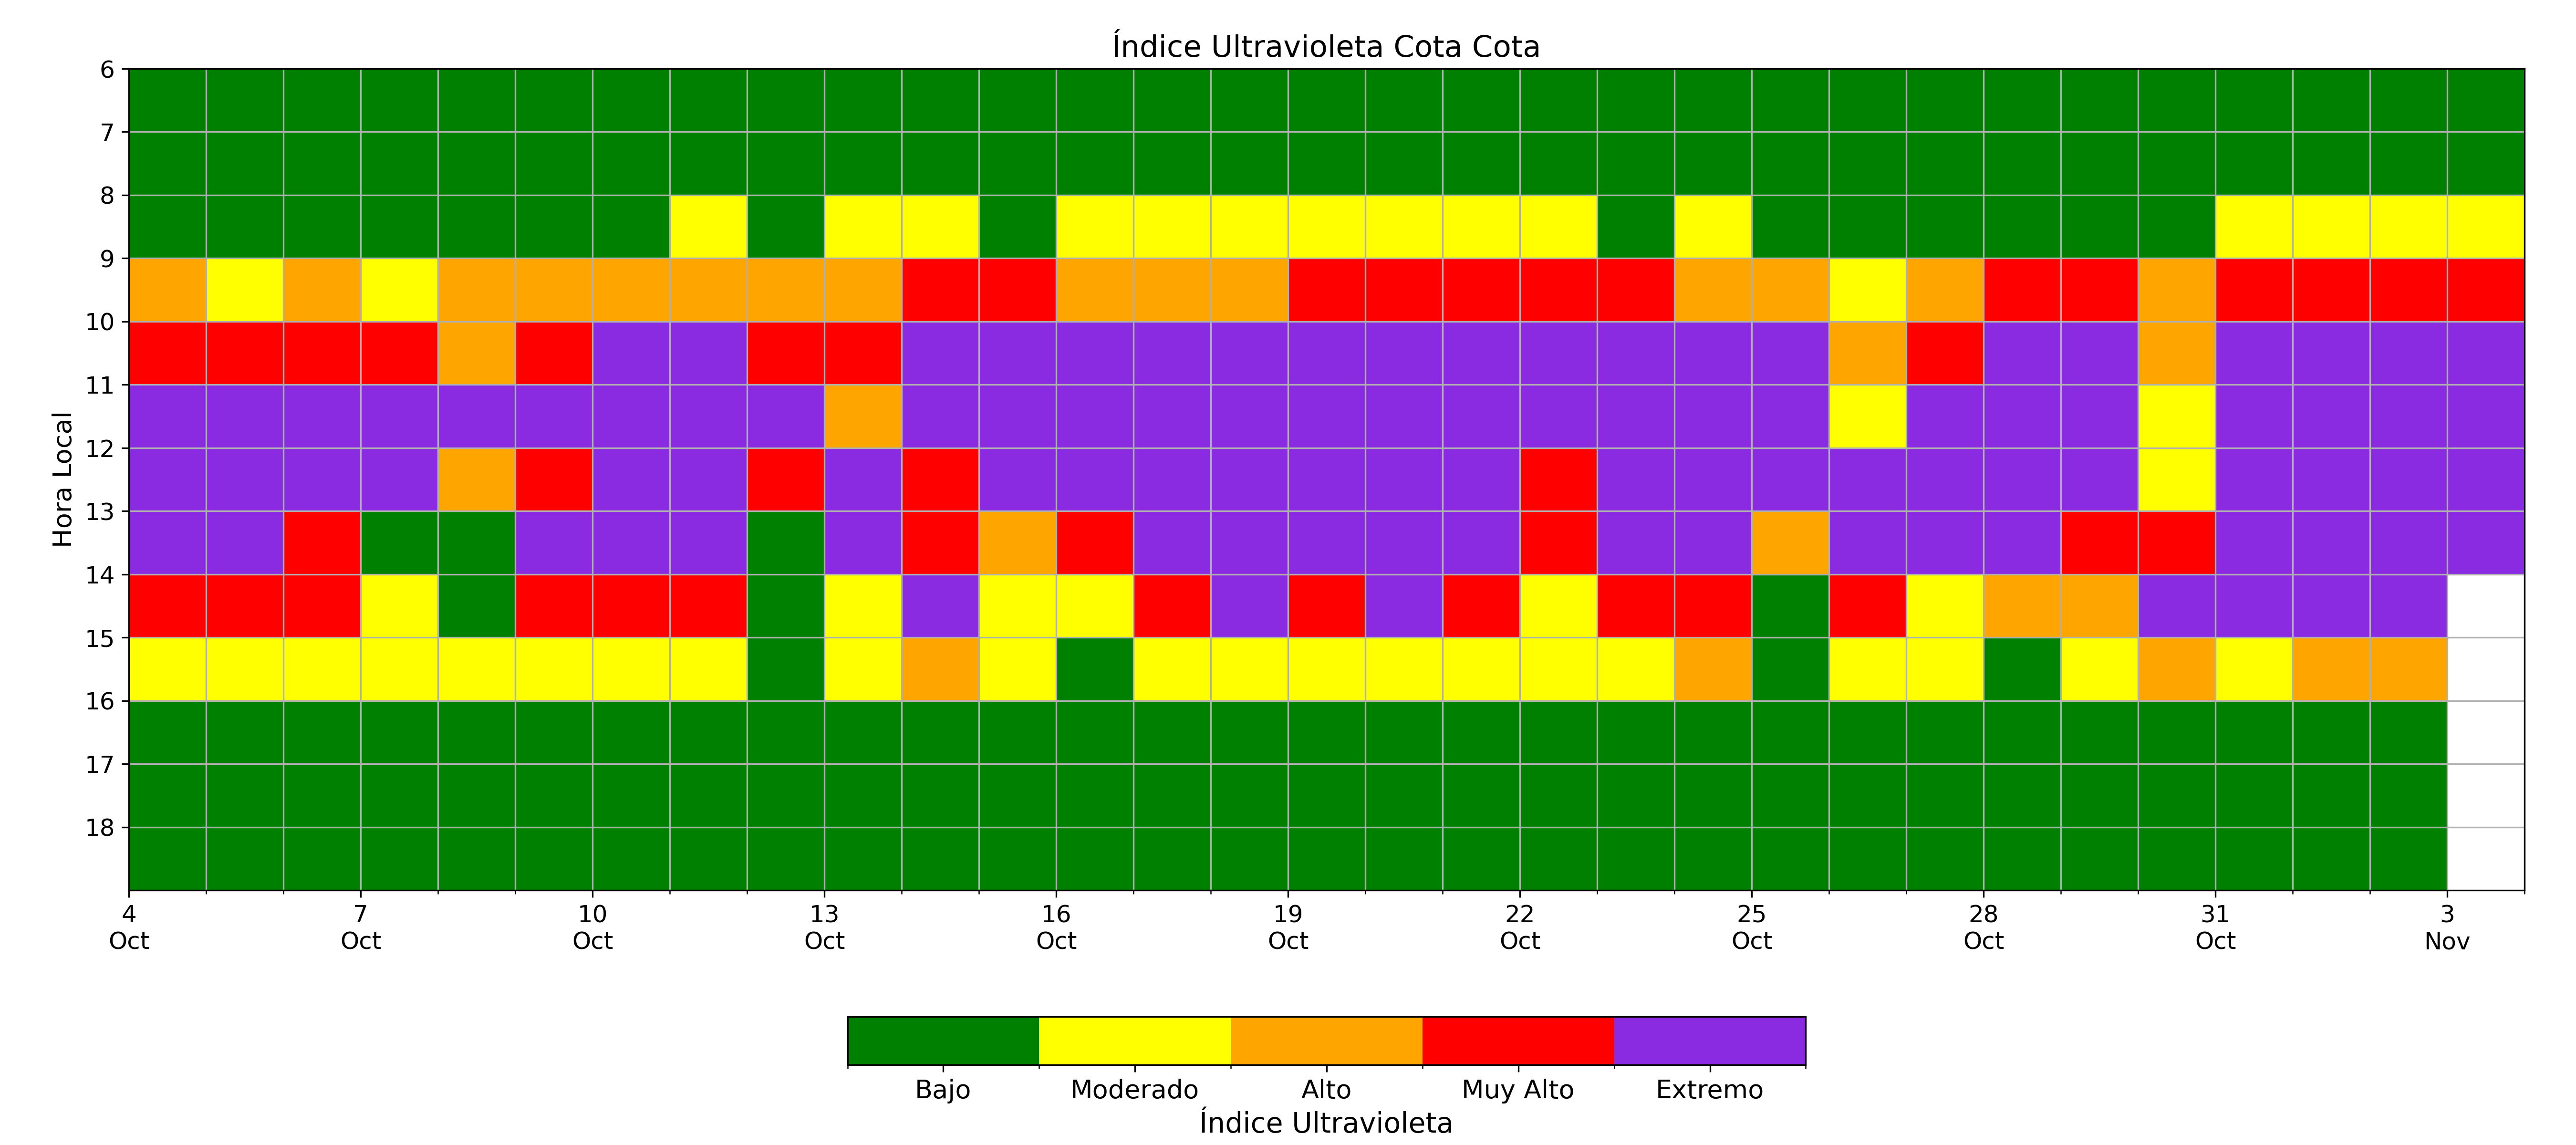 Índice Ultravioleta Cota Cota
Hora Local
6
7
8
9
10
11
12
13
14
15
16
17
18
4 7 10 13 16 19 22 25 28 31 3
Oct Oct Oct Oct Oct Oct Oct Oct Oct Oct Nov
Bajo Moderado Alto Muy Alto Extremo
Índice Ultravioleta